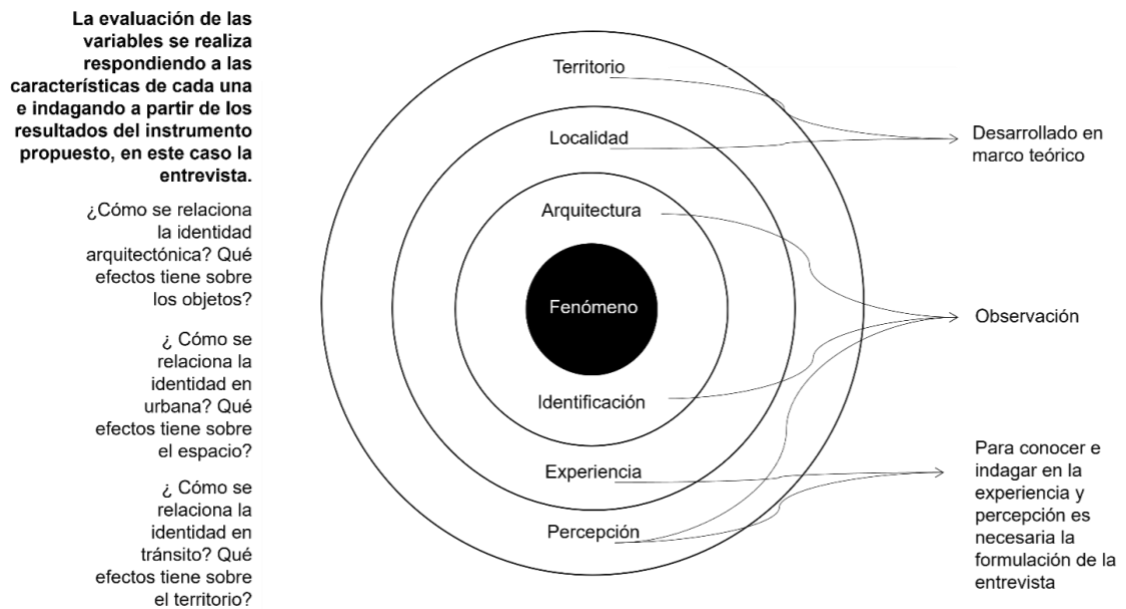 La evaluación de las
variables se realiza
respondiendo a las
características de cada una
e indagando a partir de los
resultados del instrumento
propuesto, en este caso la
entrevista.
¿Cómo se relaciona
la identidad
arquitectónica? Qué
efectos tiene sobre
los objetos?
¿ Cómo se
relaciona la
identidad en
urbana? Qué
efectos tiene sobre
el espacio?
¿ Cómo se
relaciona la
identidad en
tránsito? Qué
efectos tiene sobre
el territorio?
Territorio
Localidad
Arquitectura
Fenómeno
Identificación
Experiencia
Percepción
Desarrollado en
marco teórico
Observación
Para conocer e
indagar en la
experiencia y
percepción es
necesaria la
formulación de la
entrevista